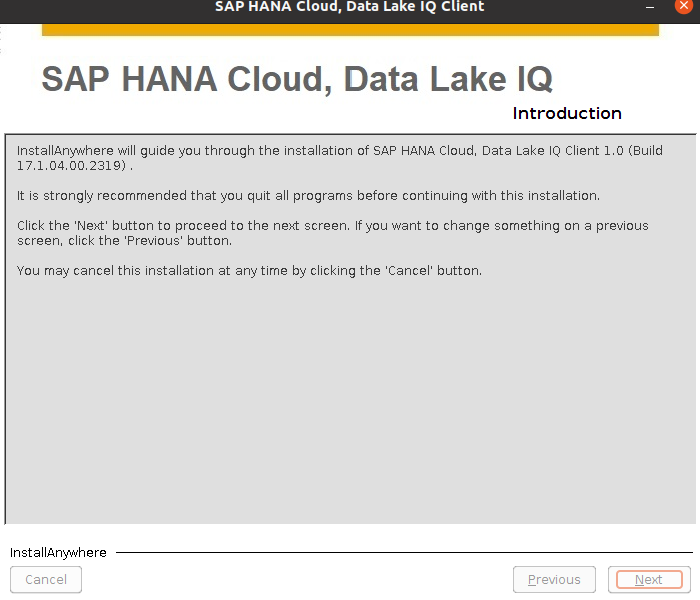 SAP HANA Cloud, Data Lake IQ Client
SAP HANA Cloud, Data Lake IQ
Introduction
InstallAnywhere will guide you through the installation of SAP HANA Cloud, Data Lake IQ Client 1.0 (Build
17.1.04.00.2319) .
It is strongly recommended that you quit all programs before continuing with this installation.
Click the 'Next' button to proceed to the next screen. If you want to change something on a previous
screen, click the 'Previous' button.
You may cancel this installation at any time by clicking the 'Cancel' button.
InstallAnywhere
Cancel
Previous
Next